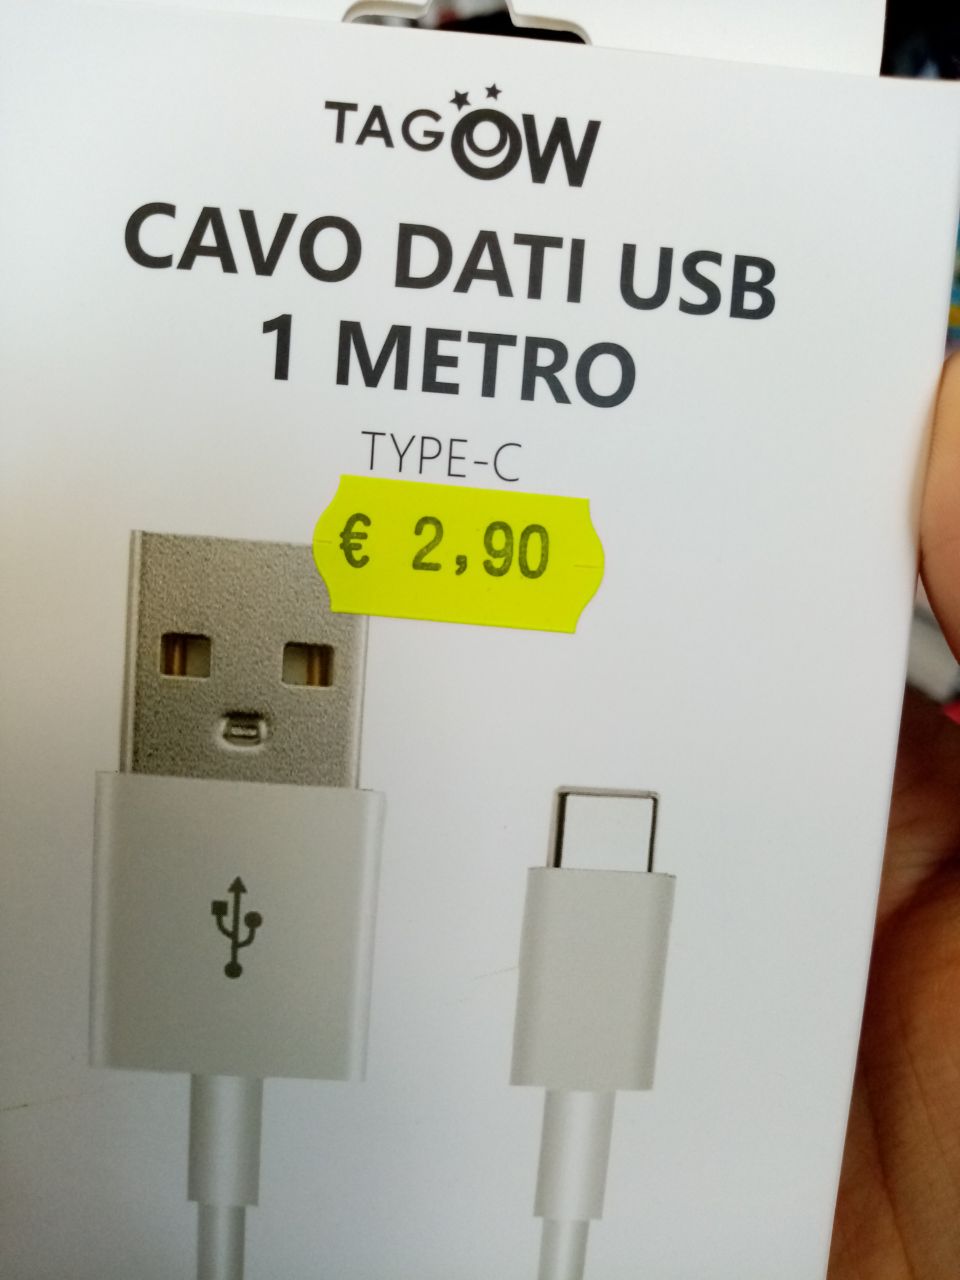 TAGOW
CAVO DATI USB
1 METRO
TYPE-C
€ 2,90